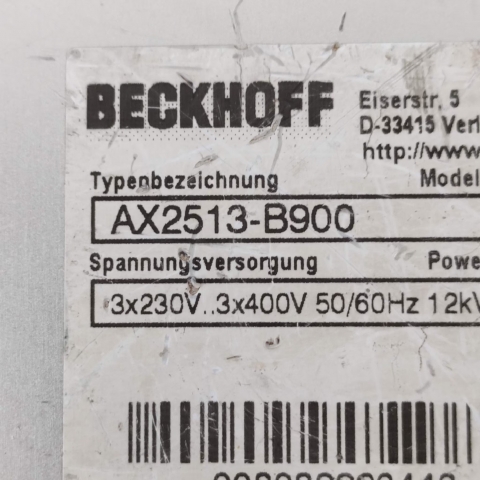 BECKHOFF
Eiserstr. 5
D-33415 Verl
http://www.
Typenbezeichnung Model
AX2513-B900
Spannungsversorgung Powe
3x230V..3x400V 50/60Hz 12kV